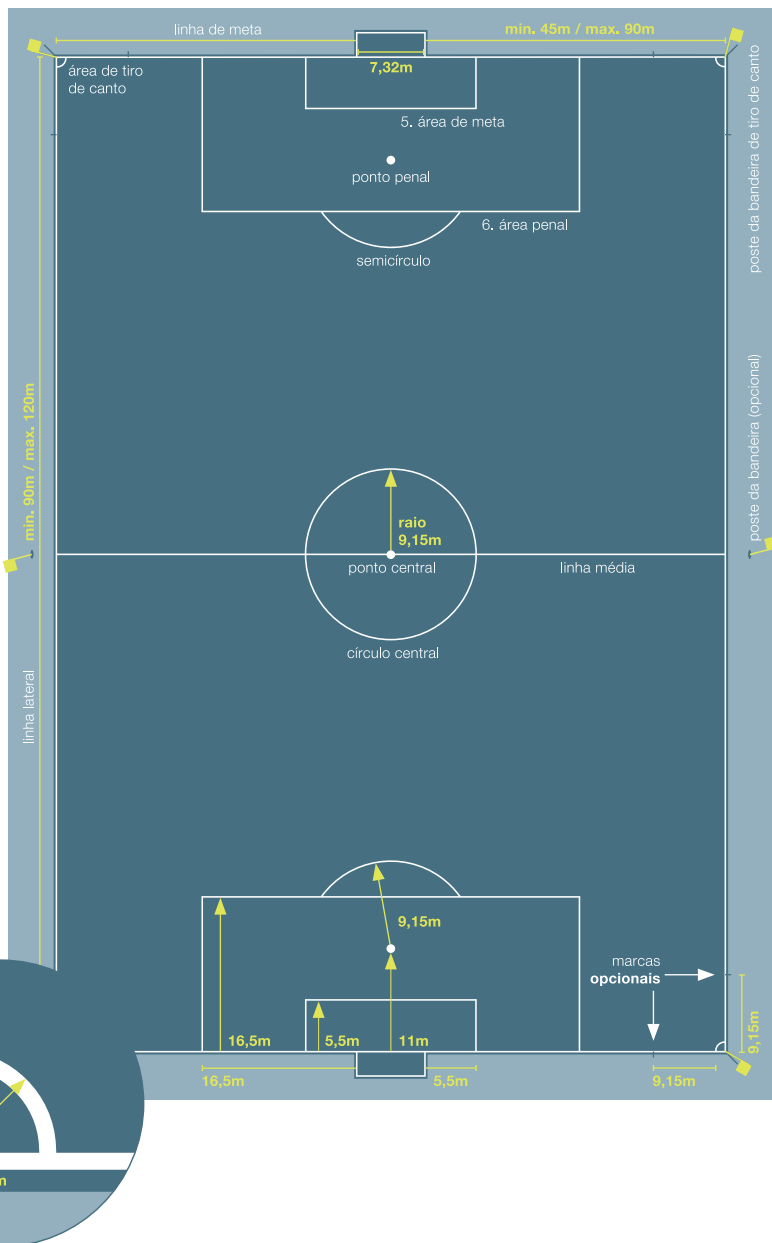 linha de meta
mín. 45m / max. 90m
7,32m
área de tiro
de canto
5. área de meta
ponto penal
6. área penal
semicírculo
poste da bandeira de tiro de canto
poste da bandeira (opcional)
min. 90m / max. 120m
raio
9,15m
ponto central
linha média
círculo central
linha lateral
9,15m
marcas
opcionais
16,5m
5,5m
11m
9,15m
16,5m
5,5m
9,15m
m